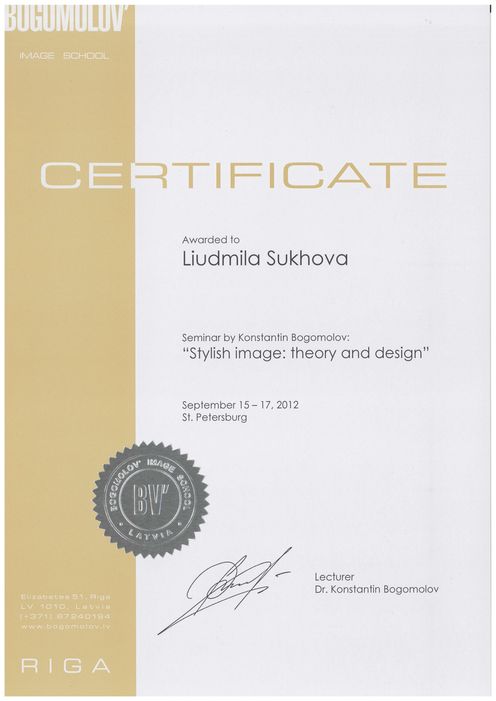 BOGOMOLOV'
IMAGE SCHOOL
CERTIFICATE
Awarded to
Liudmila Sukhova
Seminar by Konstantin Bogomolov:
“Stylish image: theory and design”
September 15 – 17, 2012
St. Petersburg
BOGOMOLOV' IMAGE SCHOOL
BV'
LATVIA
Lecturer
Dr. Konstantin Bogomolov
Elizabetes 51, Riga
LV 1010, Latvia
(+371) 67240194
www.bogomolov.lv
RIGA